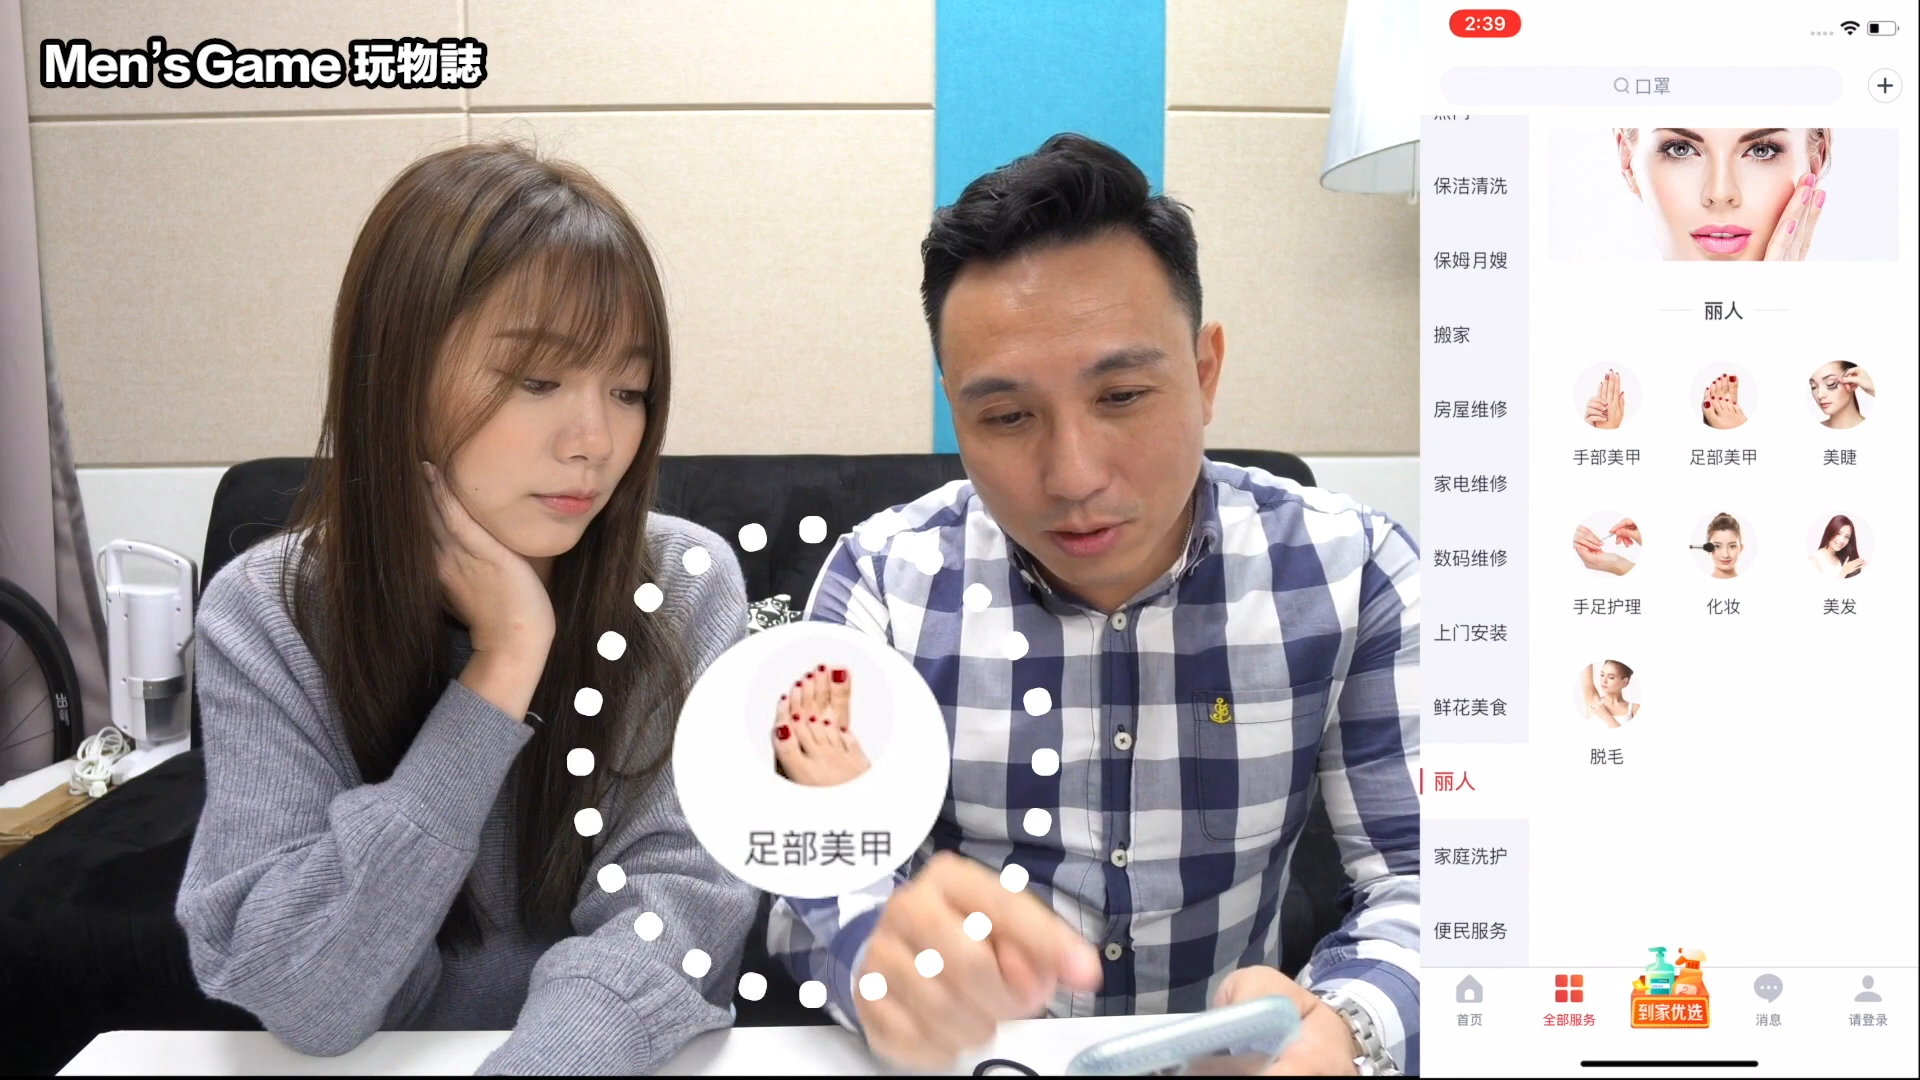 Men'sGame 玩物誌
足部美甲
2:39
口罩
保洁清洗
保姆月嫂
搬家
房屋维修
家电维修
数码维修
上门安装
鲜花美食
丽人
家庭洗护
便民服务
丽人
手部美甲
足部美甲
美睫
手足护理
化妆
美发
脱毛
首页
全部服务
到家优选
消息
请登录